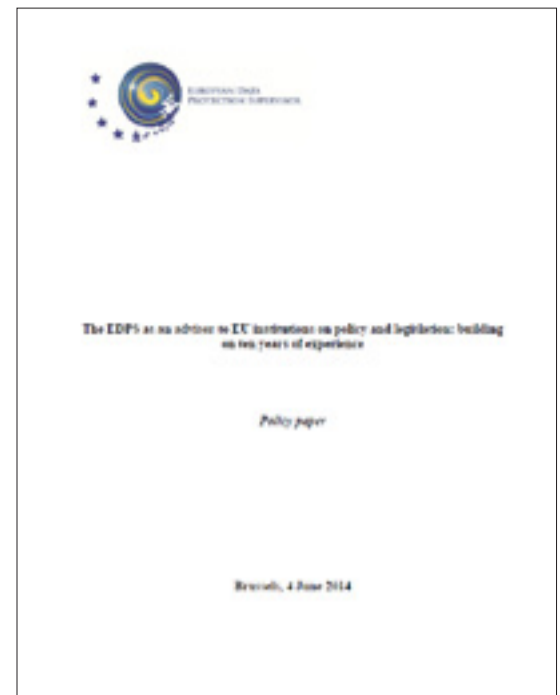 EUROPEAN DATA
PROTECTION SUPERVISOR
The EDPS as an advisor to EU institutions on policy and legislation: building
on ten years of experience
Policy paper
Brussels, 4 June 2014